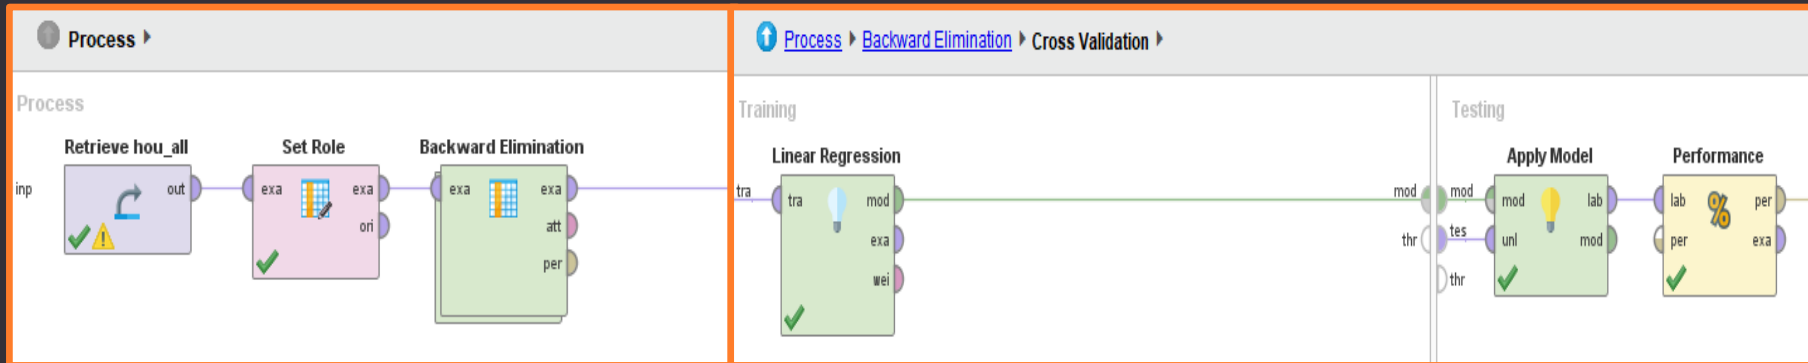 Process
Process
Retrieve hou_all
Set Role
Backward Elimination
inp
out
exa
exa
ori
exa
exa
att
per
Process Backward Elimination Cross Validation
Training
Linear Regression
tra
tra
mod
exa
wei
mod
thr
Testing
Apply Model
Performance
mod
tes
thr
mod
unl
lab
mod
lab
per
%
per
exa